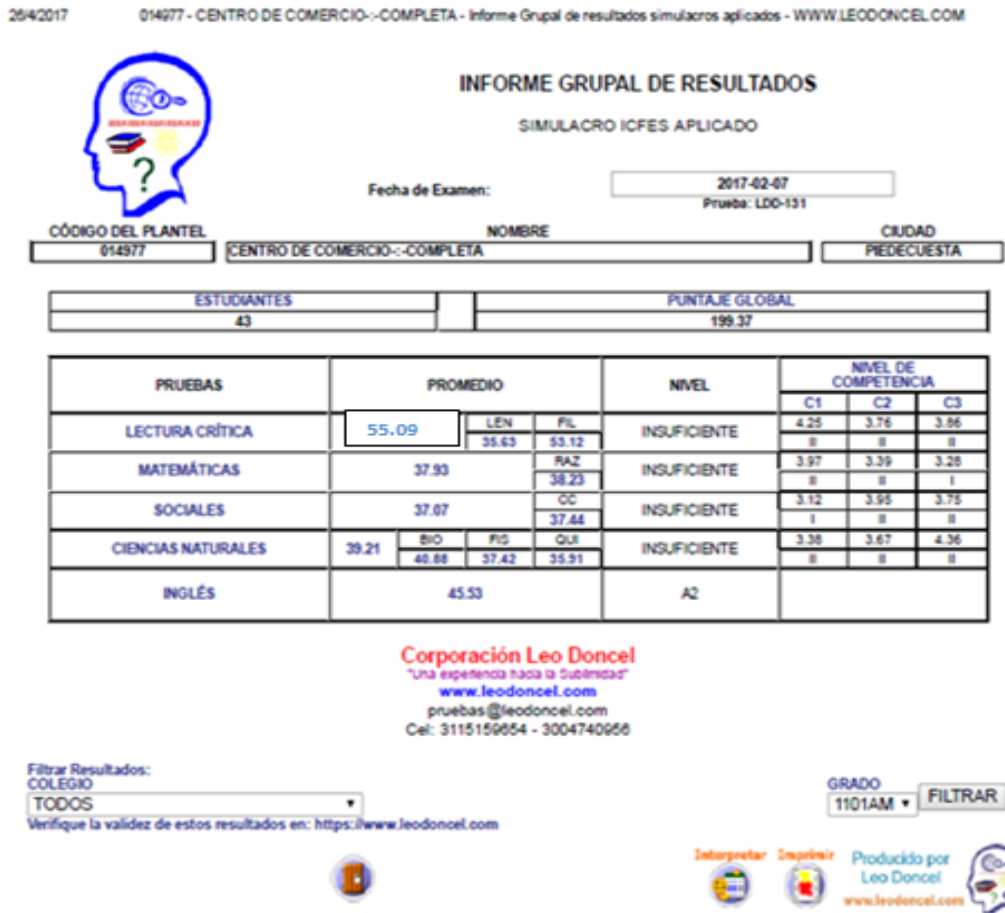 26/4/2017 014977 - CENTRO DE COMERCIO-:-COMPLETA - Informe Grupal de resultados simulacros aplicados - WWW.LEODONCEL.COM
INFORME GRUPAL DE RESULTADOS
SIMULACRO ICFES APLICADO
?
Fecha de Examen: 2017-02-07
Prueba: LDD-131
CÓDIGO DEL PLANTEL NOMBRE CIUDAD
014977 CENTRO DE COMERCIO-:-COMPLETA PIEDECUESTA
ESTUDIANTES PUNTAJE GLOBAL
43 199.37
PRUEBAS PROMEDIO NIVEL NIVEL DE COMPETENCIA
C1 C2 C3
LECTURA CRÍTICA 55.09 LEN FIL INSUFICIENTE 4.25 3.76 3.86
35.63 53.12 II II II
MATEMÁTICAS 37.93 RAZ INSUFICIENTE 3.97 3.39 3.28
38.23 II II I
SOCIALES 37.07 CC INSUFICIENTE 3.12 3.95 3.75
37.44 I II II
CIENCIAS NATURALES 39.21 BIO FIS QUI INSUFICIENTE 3.38 3.67 4.36
40.88 37.42 35.91 II II II
INGLÉS 45.53 A2
Corporación Leo Doncel
"Una experiencia hacia la Sublimidad"
www.leodoncel.com
pruebas@leodoncel.com
Cel: 3115159654 - 3004740956
Filtrar Resultados:
COLEGIO GRADO
TODOS 1101AM FILTRAR
Verifique la validez de estos resultados en: https://www.leodoncel.com
Interpretar Imprimir Producido por
Leo Doncel
www.leodoncel.com